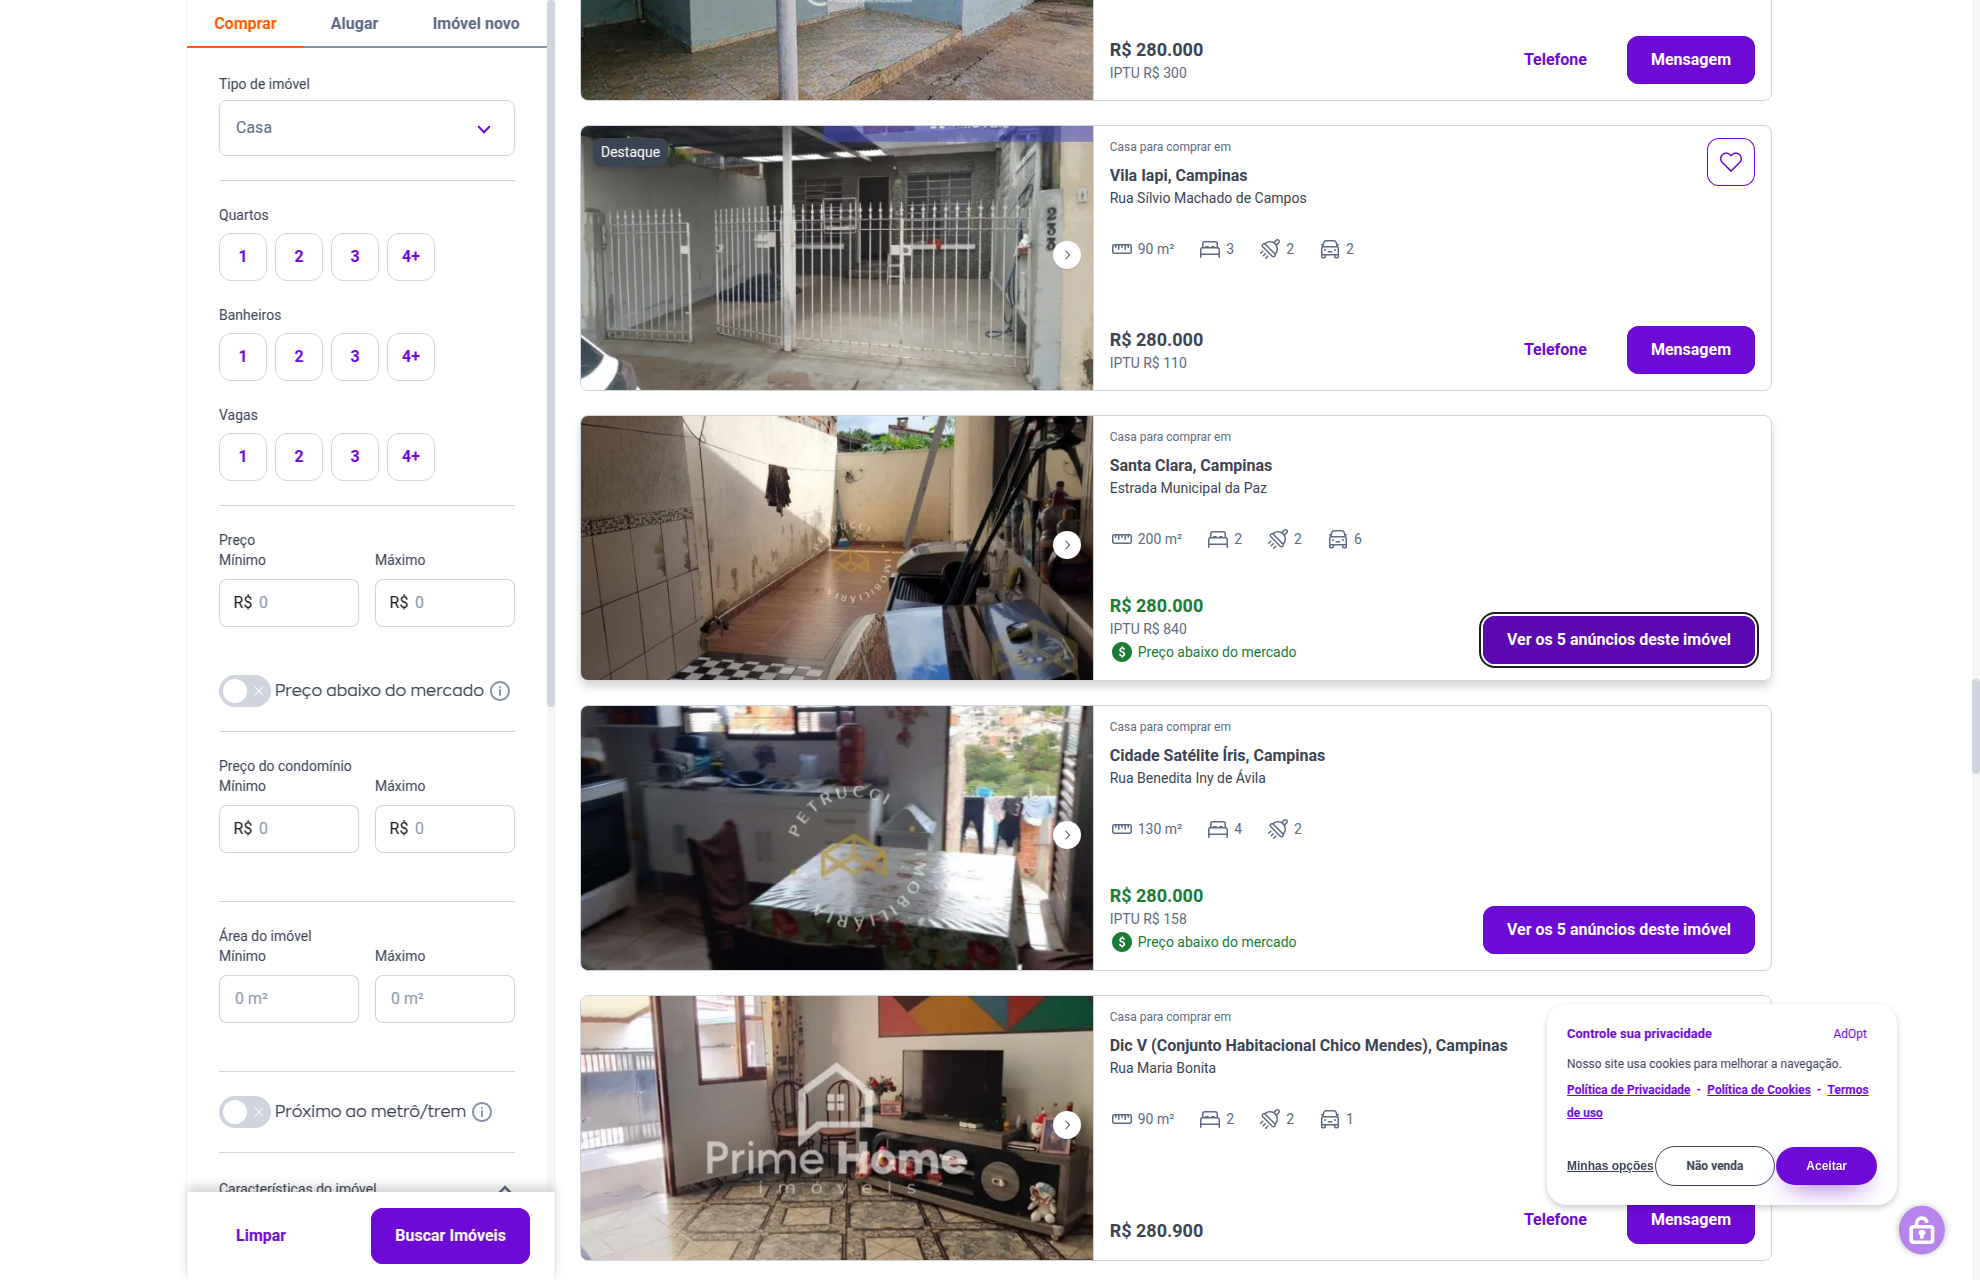 Comprar
Alugar
Imóvel novo
Tipo de imóvel
Casa
Quartos
1
2
3
4+
Banheiros
1
2
3
4+
Vagas
1
2
3
4+
Preço
Mínimo
Máximo
R$ 0
R$ 0
Preço abaixo do mercado
Preço do condomínio
Mínimo
Máximo
R$ 0
R$ 0
Área do imóvel
Mínimo
Máximo
0 m²
0 m²
Próximo ao metrô/trem
Características do imóvel
Limpar
Buscar Imóveis
R$ 280.000
IPTU R$ 300
Telefone
Mensagem
Destaque
233
Casa para comprar em
Vila Iapi, Campinas
Rua Sílvio Machado de Campos
90 m²
3
2
2
R$ 280.000
IPTU R$ 110
Telefone
Mensagem
PETRUCCI
IMOBILIÁRIA
Casa para comprar em
Santa Clara, Campinas
Estrada Municipal da Paz
200 m²
2
2
6
R$ 280.000
IPTU R$ 840
$ Preço abaixo do mercado
Ver os 5 anúncios deste imóvel
PETRUCCI
IMOBILIÁRIA
Casa para comprar em
Cidade Satélite Íris, Campinas
Rua Benedita Iny de Ávila
130 m²
4
2
R$ 280.000
IPTU R$ 158
$ Preço abaixo do mercado
Ver os 5 anúncios deste imóvel
Prime Home
imóveis
Casa para comprar em
Dic V (Conjunto Habitacional Chico Mendes), Campinas
Rua Maria Bonita
90 m²
2
2
1
R$ 280.900
Telefone
Mensagem
Controle sua privacidade
AdOpt
Nosso site usa cookies para melhorar a navegação.
Política de Privacidade - Política de Cookies - Termos
de uso
Minhas opções
Não venda
Aceitar